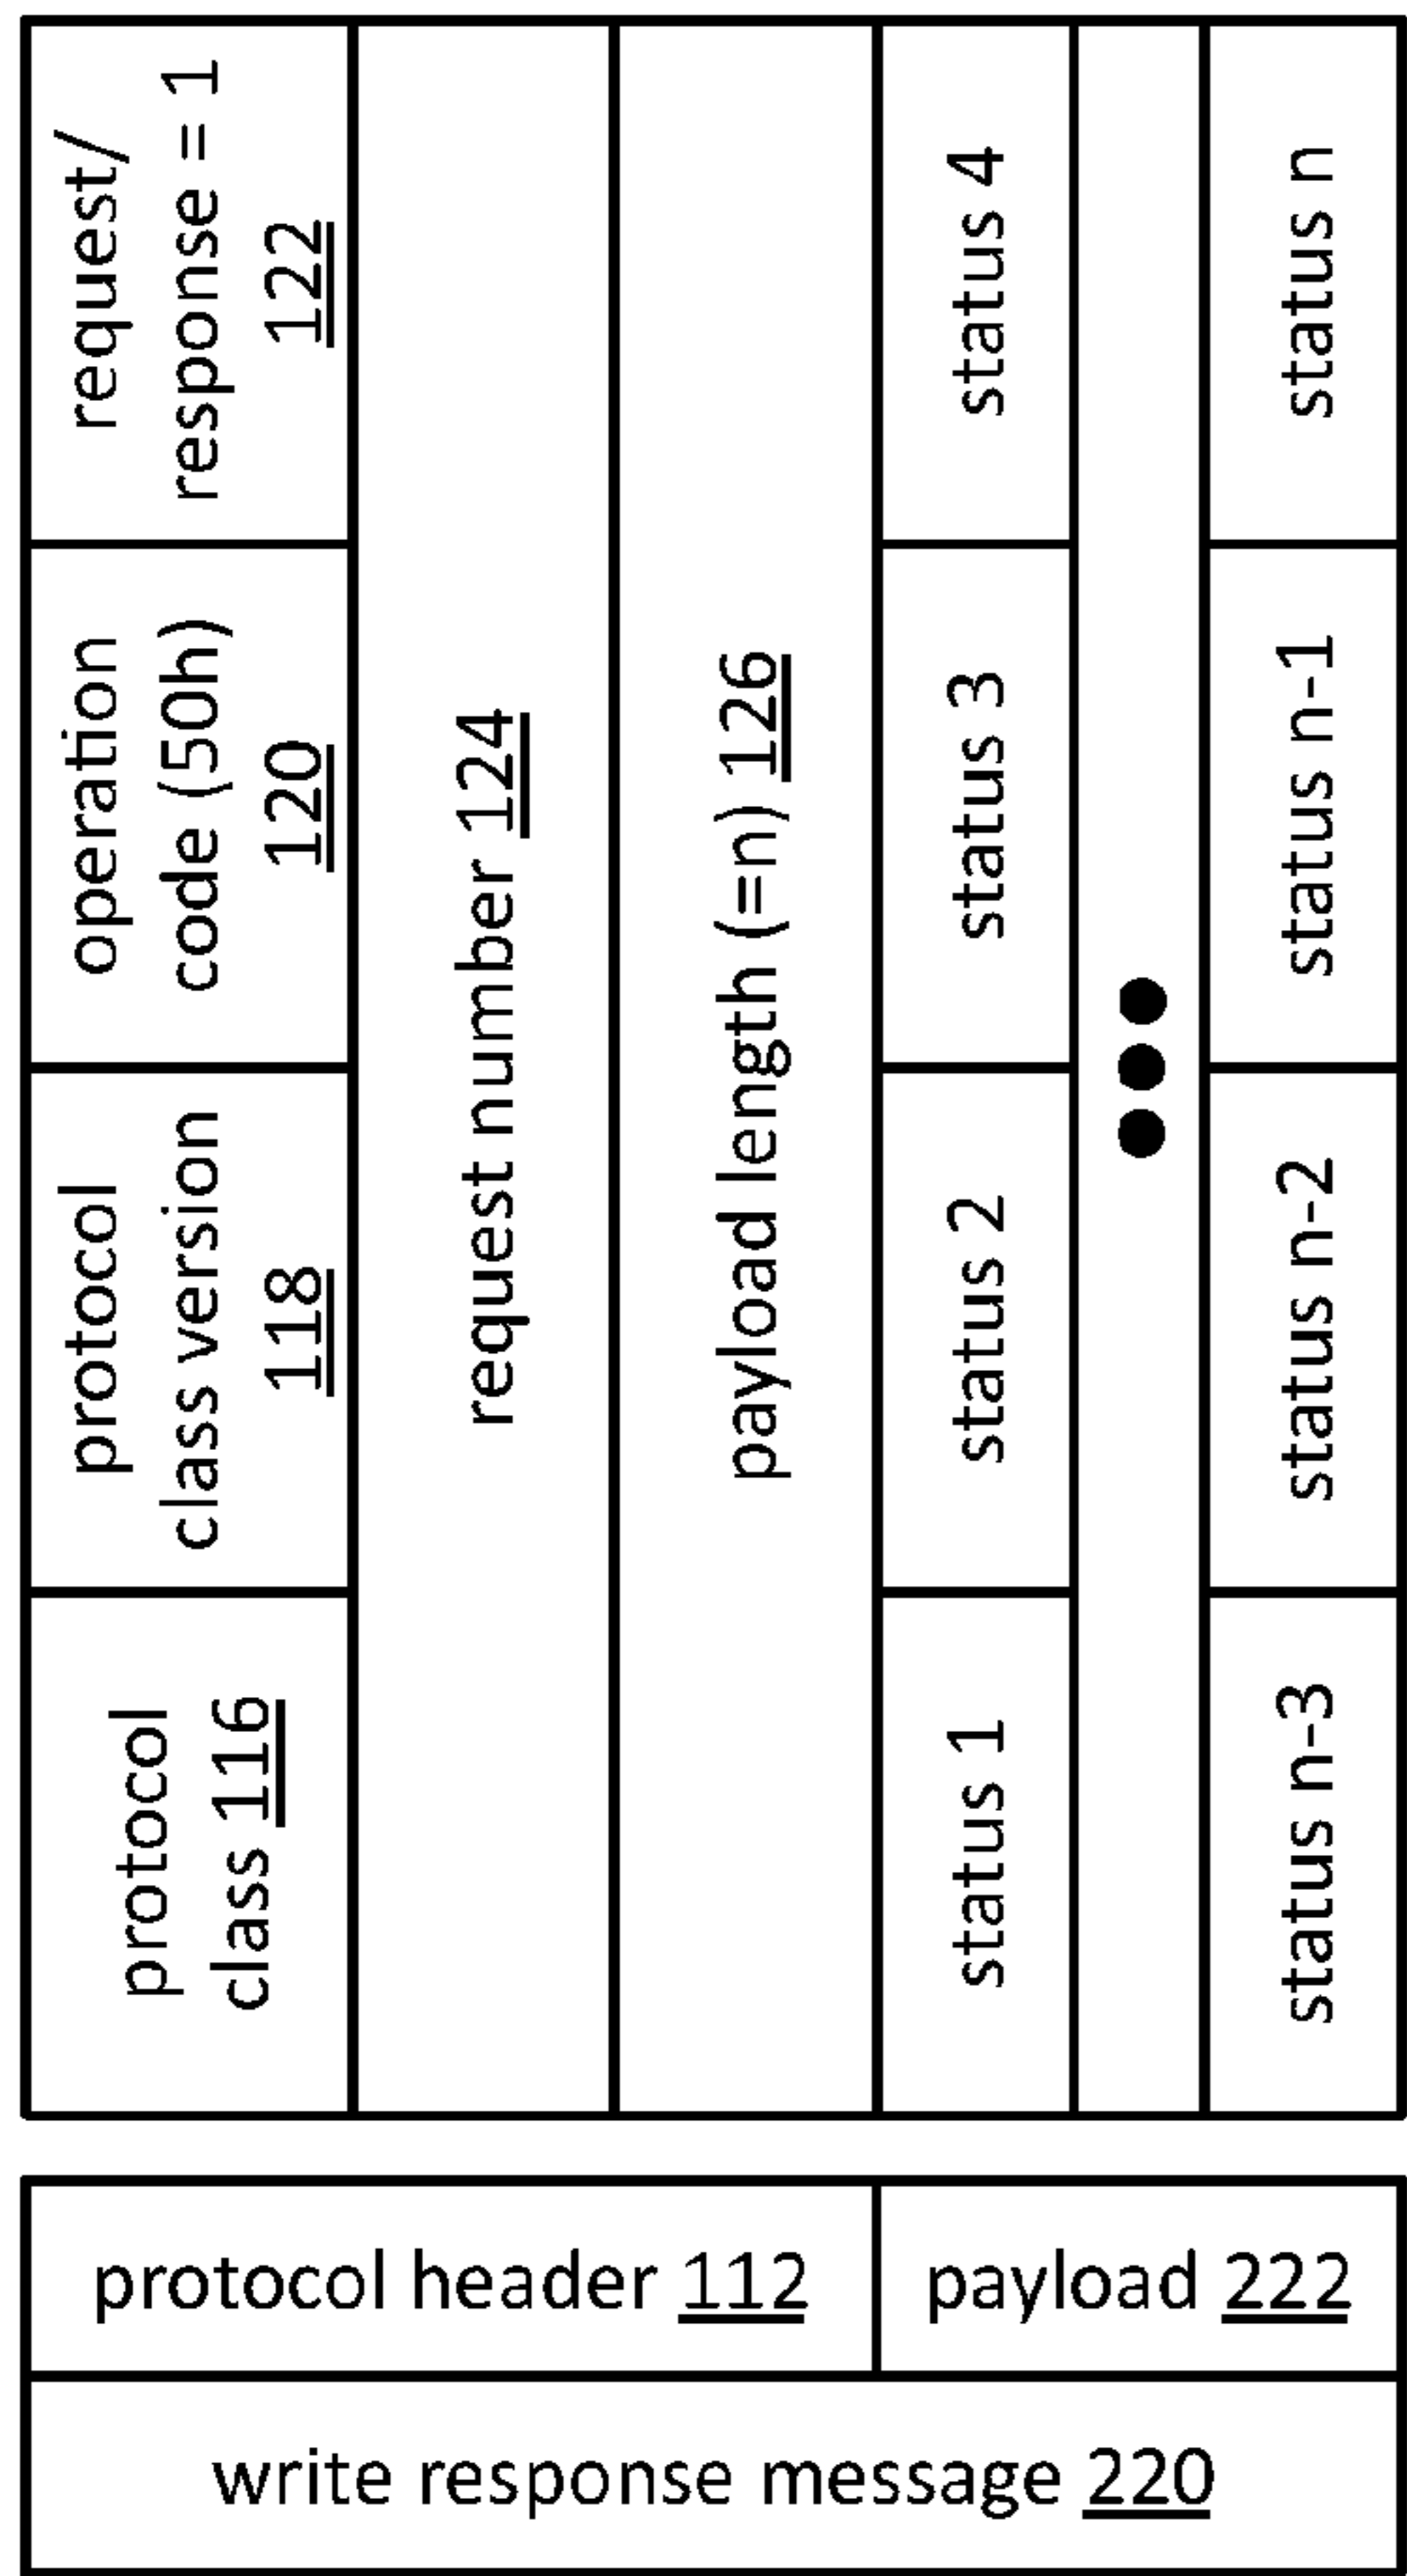 write response message 220
protocol header 112
payload 222
protocol
class 116
protocol
class version
118
operation
code (50h)
120
request/
response = 1
122
request number 124
payload length (=n) 126
status 1
status 2
status 3
status 4
status n-3
status n-2
status n-1
status n